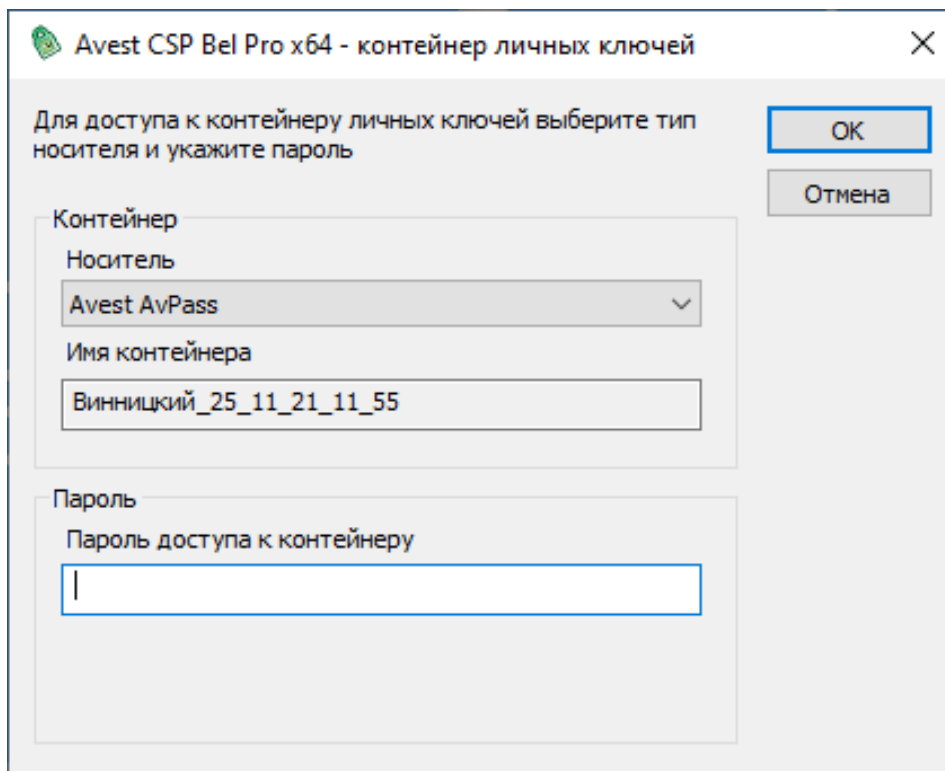 Avest CSP Bel Pro x64 - контейнер личных ключей
Для доступа к контейнеру личных ключей выберите тип
носителя и укажите пароль
OK
Отмена
Контейнер
Носитель
Avest AvPass
Имя контейнера
Винницкий_25_11_21_11_55
Пароль
Пароль доступа к контейнеру